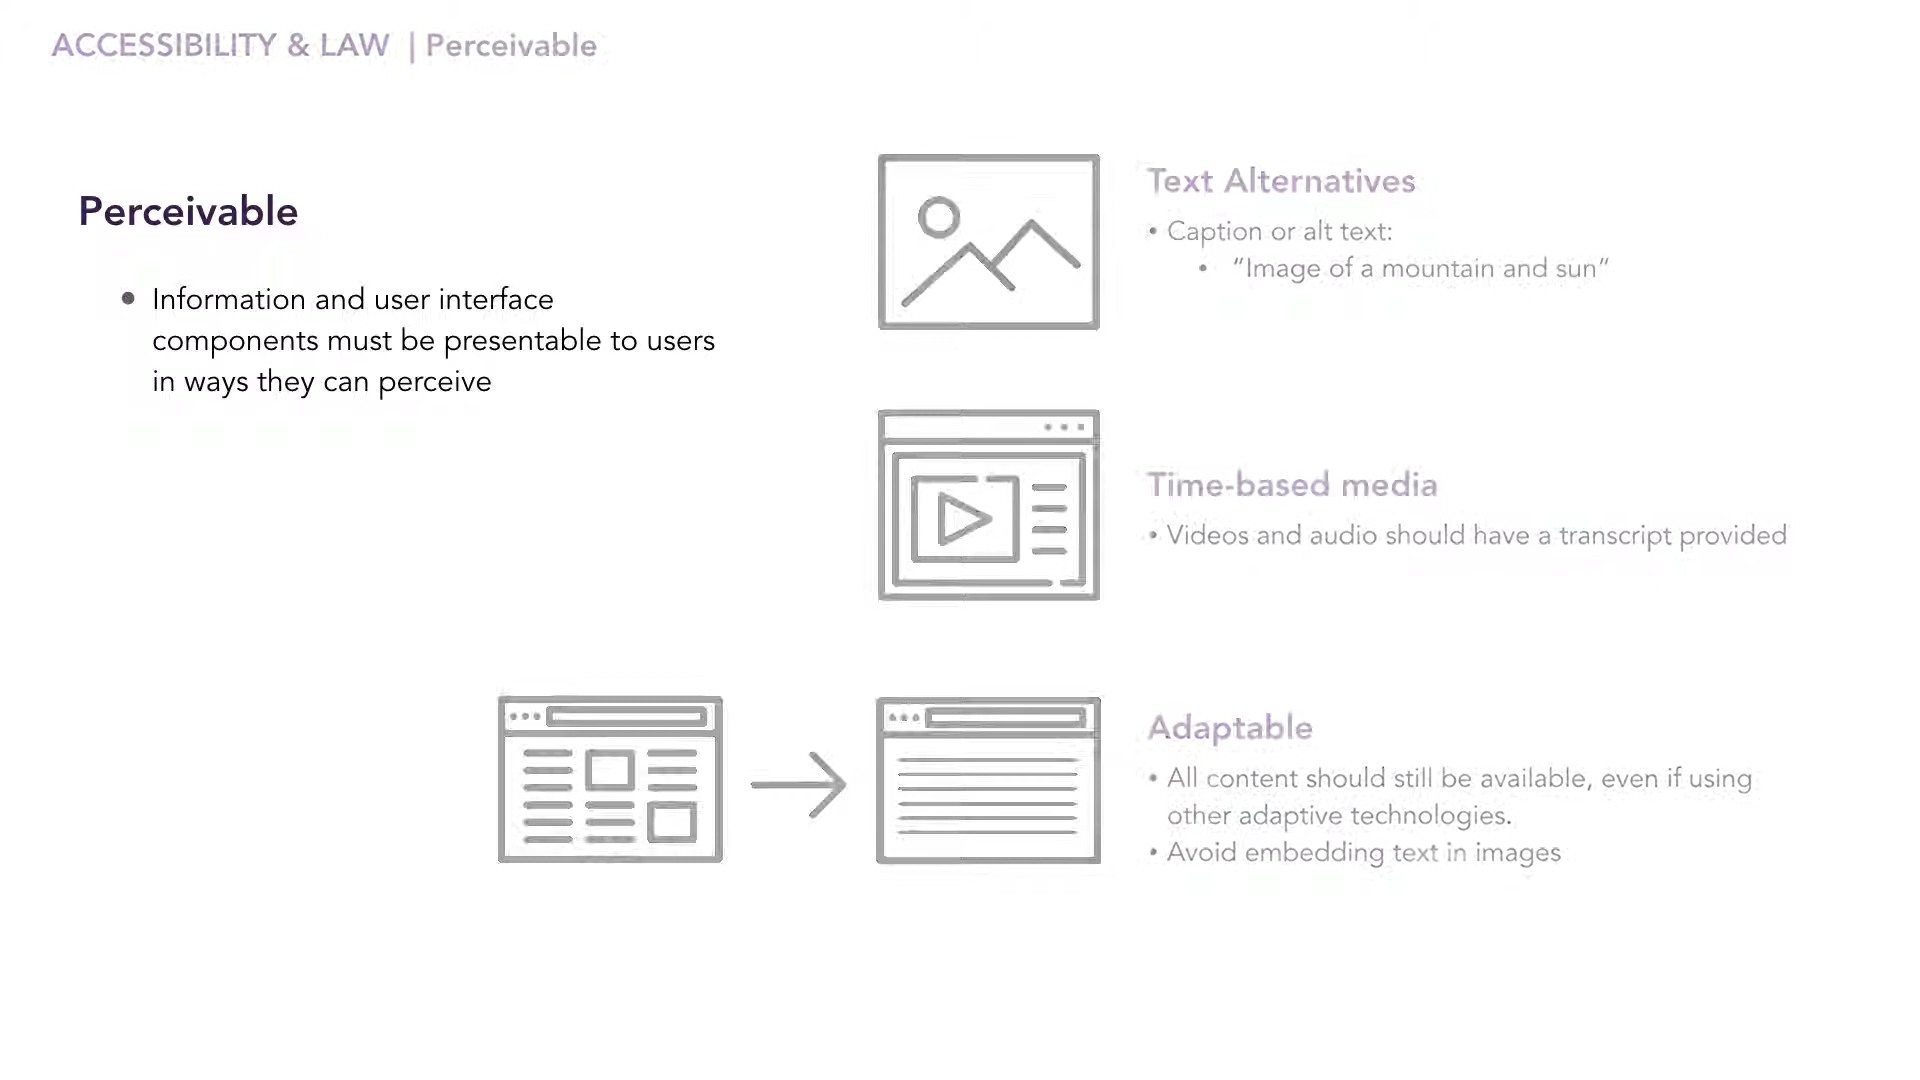 ACCESSIBILITY & LAW | Perceivable
Perceivable
• Information and user interface
components must be presentable to users
in ways they can perceive
Text Alternatives
• Caption or alt text:
• “Image of a mountain and sun”
Time-based media
• Videos and audio should have a transcript provided
Adaptable
• All content should still be available, even if using
other adaptive technologies.
• Avoid embedding text in images